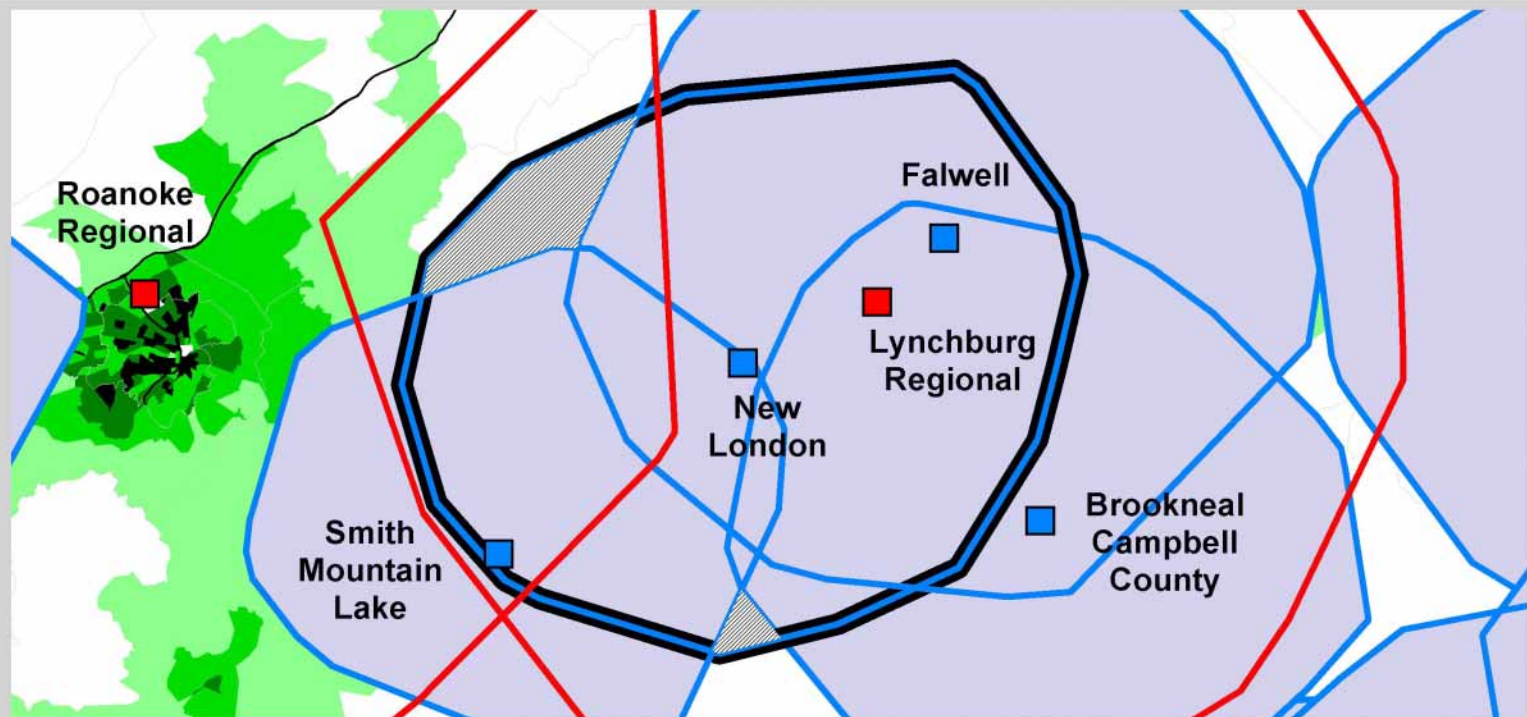 Roanoke
Regional
Falwell
Lynchburg
Regional
New
London
Smith
Mountain
Lake
Brookneal
Campbell
County